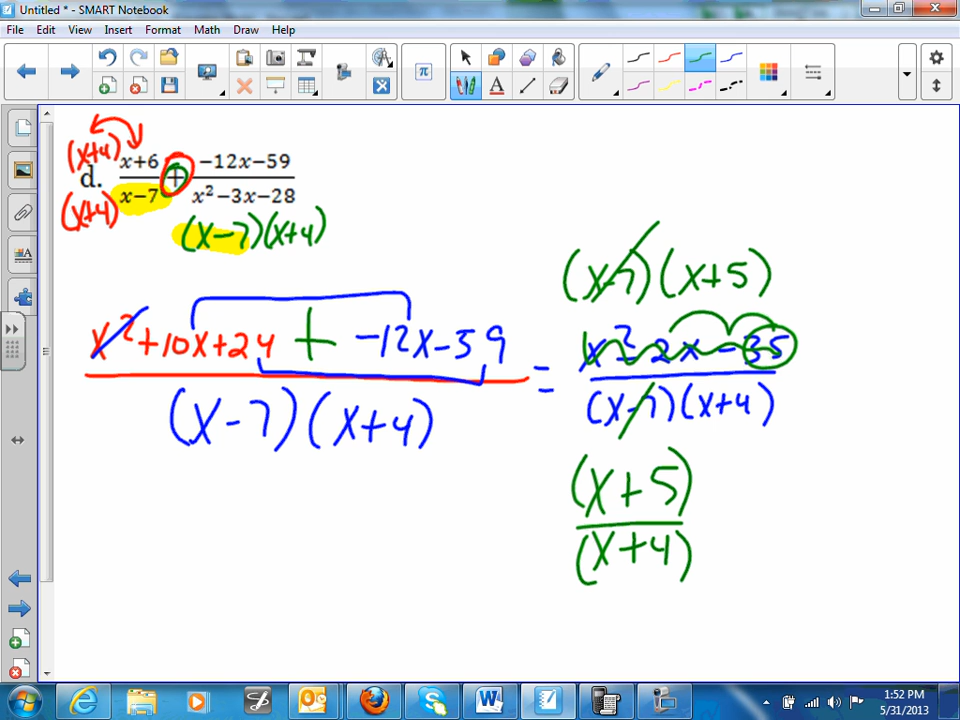 Untitled * - SMART Notebook
File Edit View Insert Format Math Draw Help
π
A
(x+4)
d. x+6 + -12x-59
x-7 x²-3x-28
(x+4)
(x-7)(x+4)
(x-7)(x+5)
x²+10x+24 + -12x-59 = x²-2x-35
(x-7)(x+4) (x-7)(x+4)
(x+5)
(x+4)
1:52 PM
5/31/2013